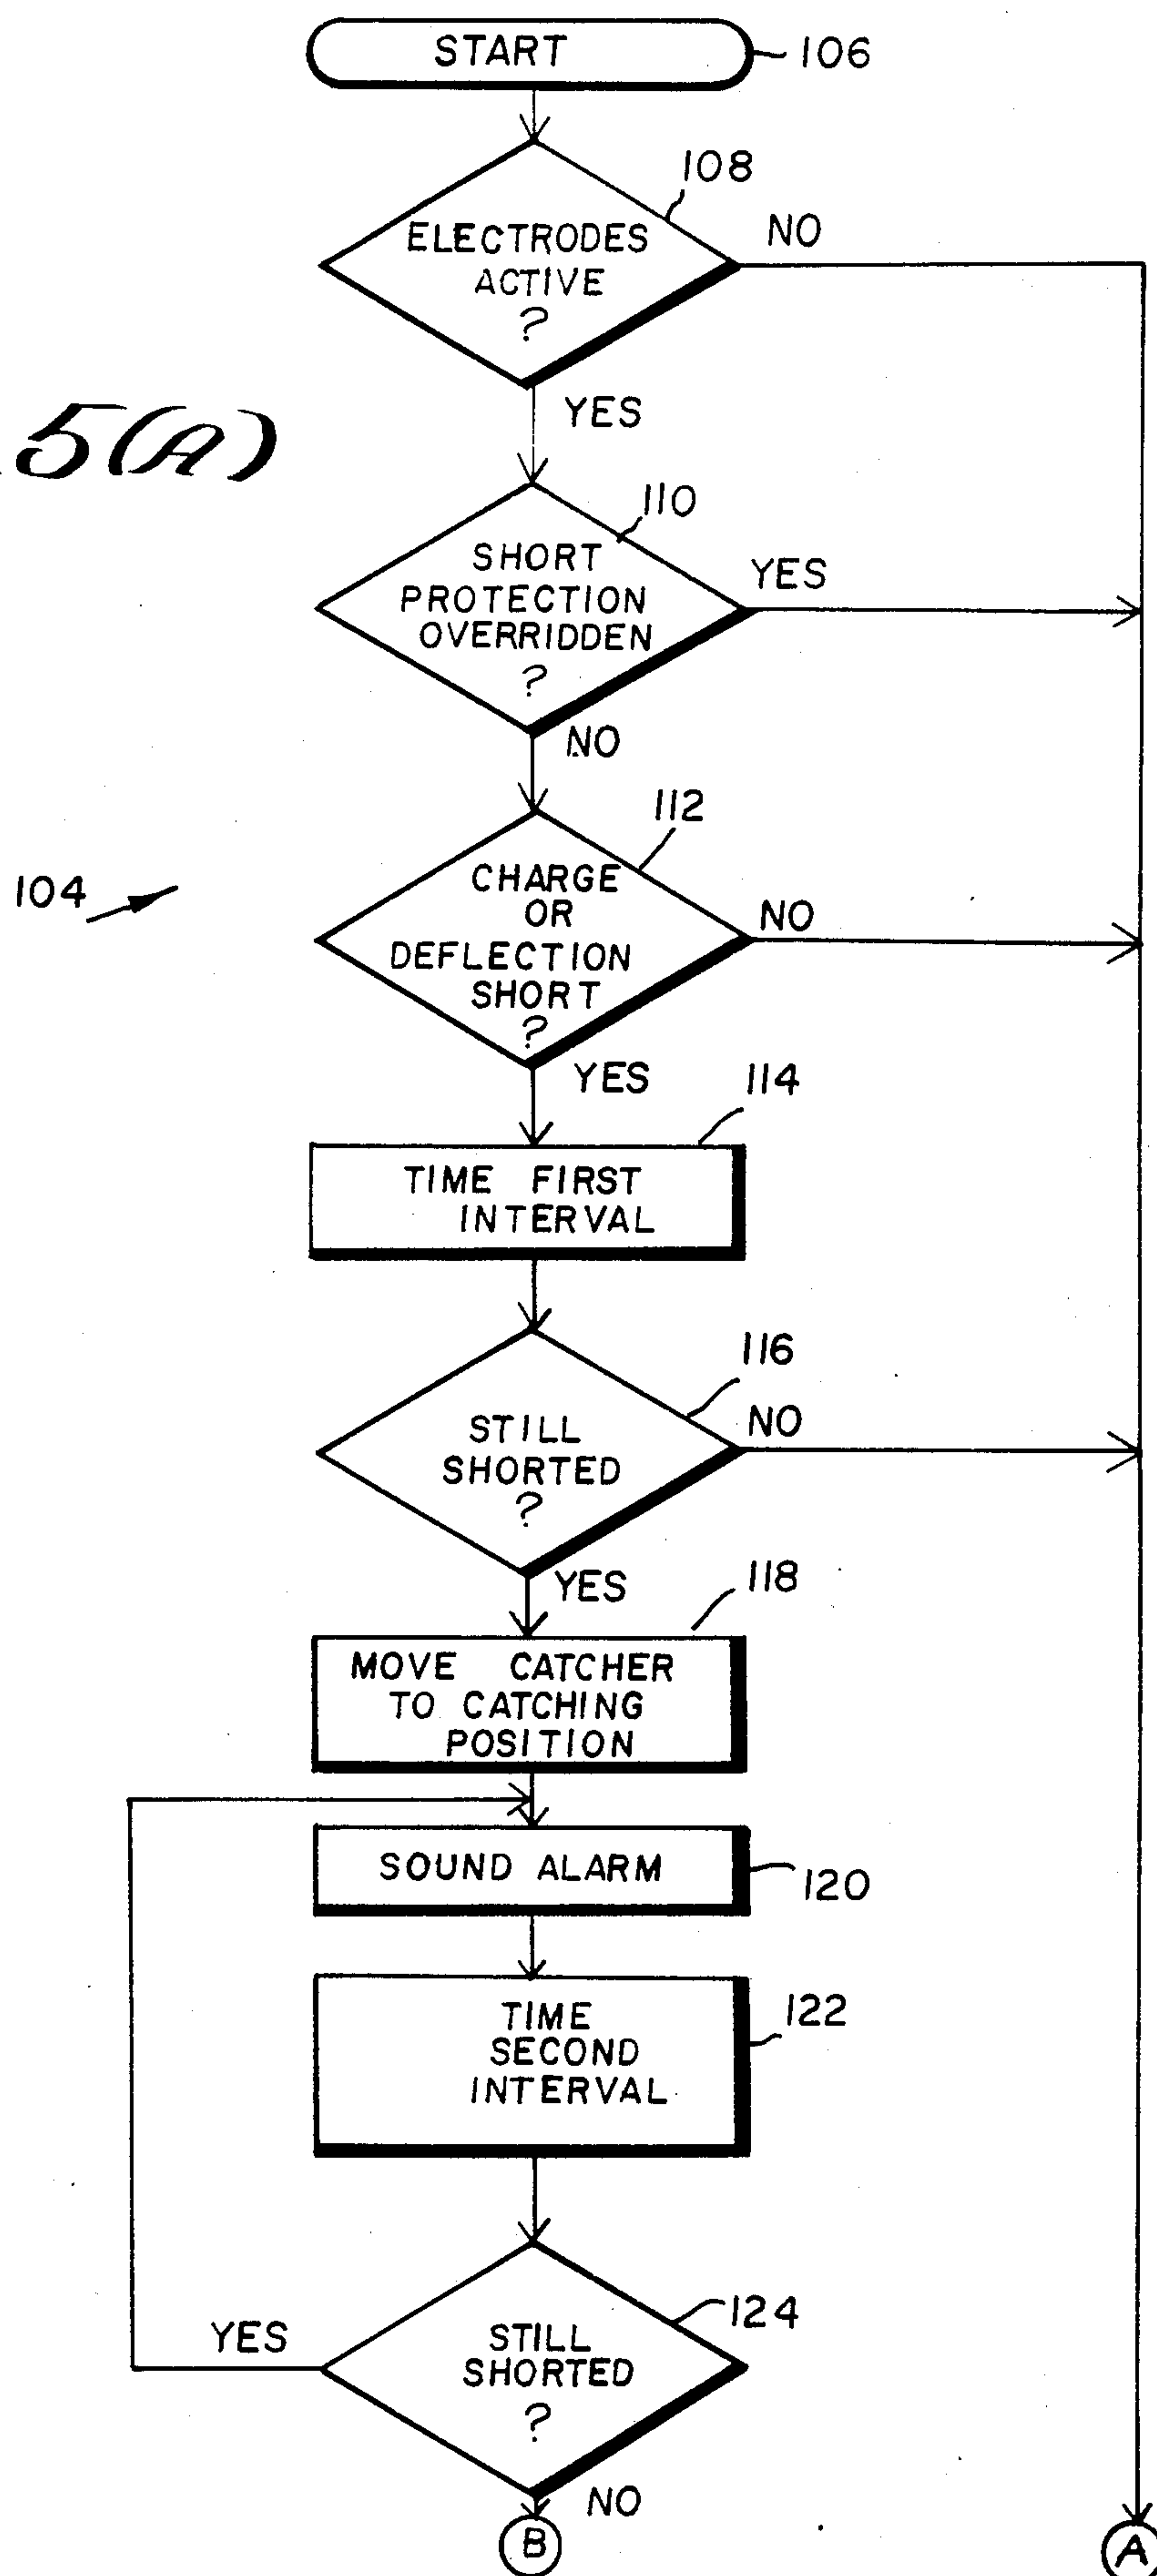 START
106
108
ELECTRODES
ACTIVE
?
NO
YES
5(A)
110
SHORT
PROTECTION
OVERRIDDEN
?
YES
NO
112
CHARGE
OR
DEFLECTION
SHORT
?
NO
104
YES
114
TIME FIRST
INTERVAL
116
STILL
SHORTED
?
NO
YES
118
MOVE CATCHER
TO CATCHING
POSITION
SOUND ALARM
120
TIME
SECOND
INTERVAL
122
124
STILL
SHORTED
?
YES
NO
B
A